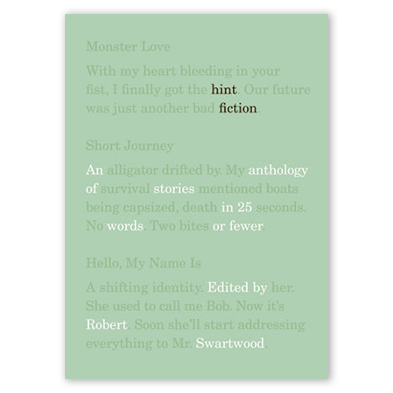 Monster Love
With my heart bleeding in your
fist, I finally got the hint. Our future
was just another bad fiction.
Short Journey
An alligator drifted by. My anthology
of survival stories mentioned boats
being capsized, death in 25 seconds.
No words. Two bites or fewer
Hello, My Name Is
A shifting identity. Edited by her.
She used to call me Bob. Now it's
Robert. Soon she'll start addressing
everything to Mr. Swartwood.